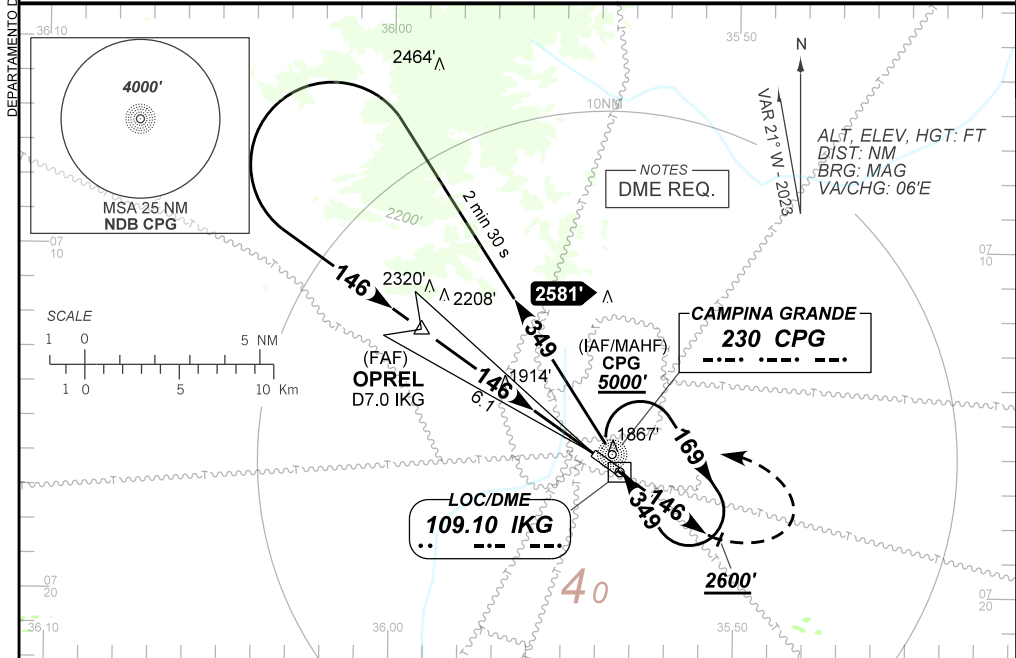 DEPARTAMENTO D
36 10
36 00
35 50
2464'
4000'
MSA 25 NM
NDB CPG
10NM
N
VAR 21° W - 2023
ALT, ELEV, HGT: FT
DIST: NM
BRG: MAG
VA/CHG: 06'E
NOTES
DME REQ.
2 min 30 s
2200'
07
10
07
10
146
2320'
2208'
2581'
SCALE
1 0 5 NM
1 0 5 10 Km
349
CAMPINA GRANDE
230 CPG
(IAF/MAHF)
CPG
5000'
(FAF)
OPREL
D7.0 IKG
146
1914'
6.1
1867'
169
LOC/DME
109.10 IKG
146
349
2600'
40
07
20
07
20
36 10
36 00
35 50